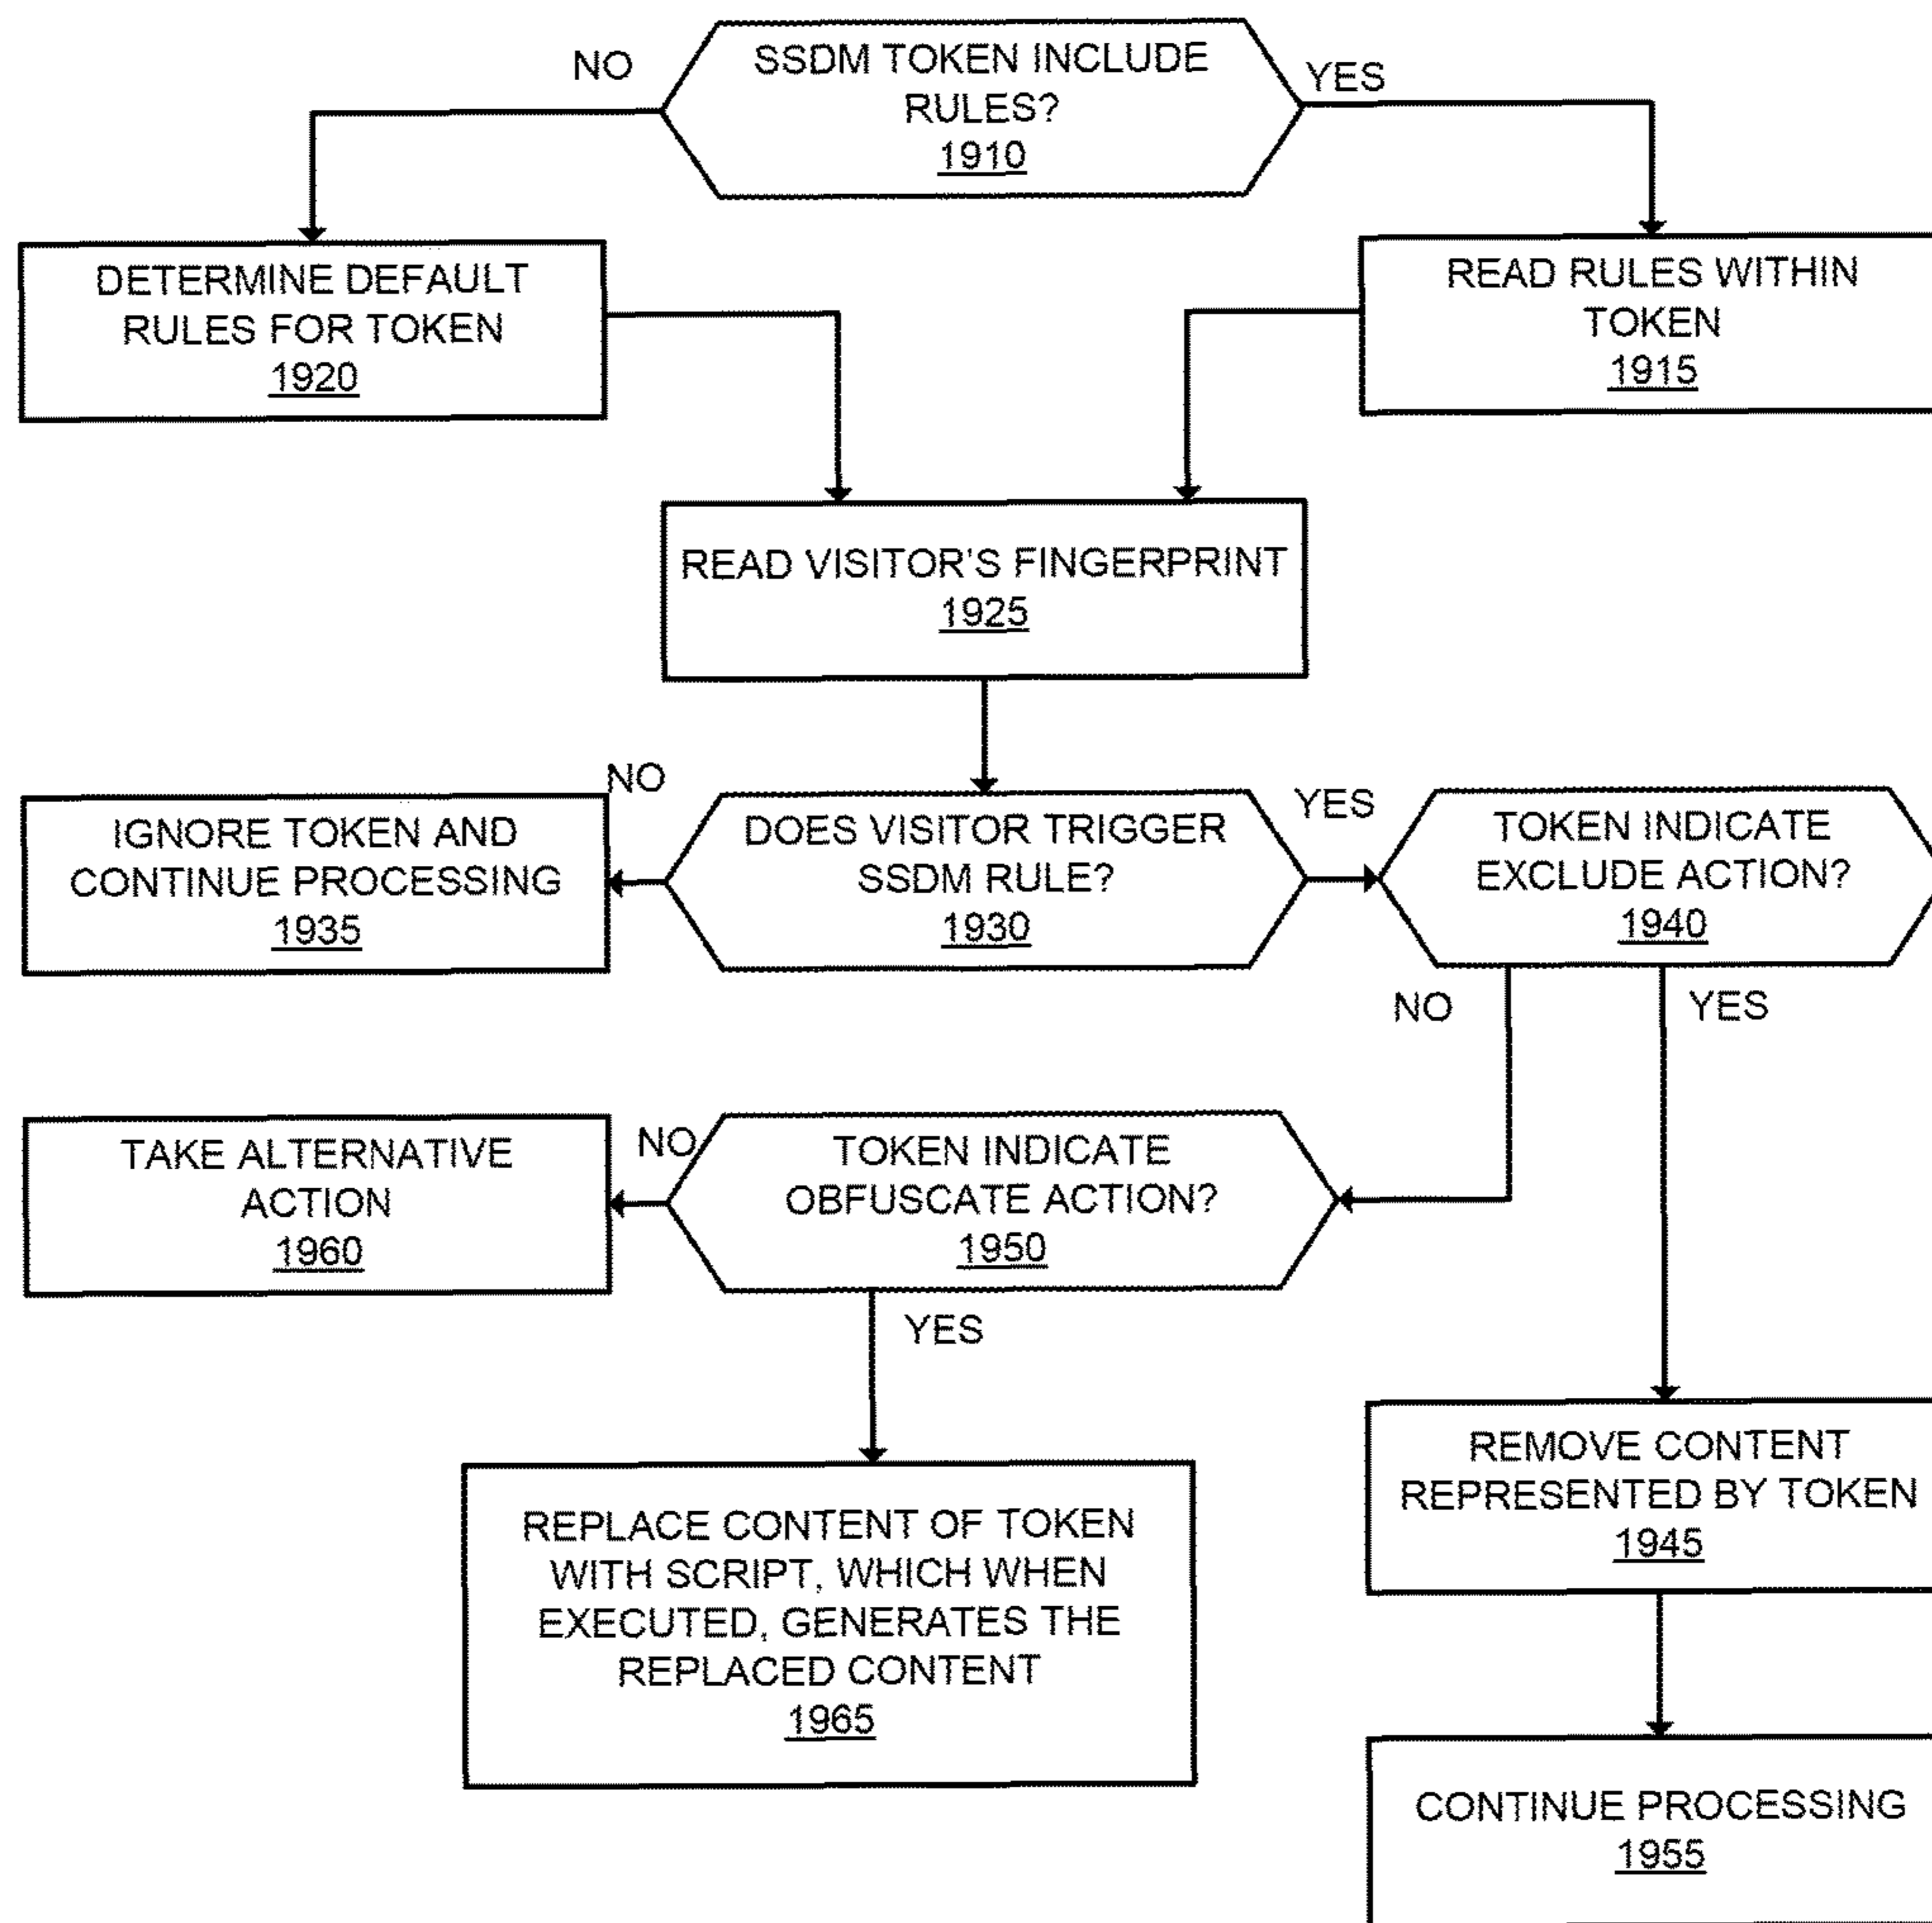 NO
SSDM TOKEN INCLUDE
RULES?
1910
YES
DETERMINE DEFAULT
RULES FOR TOKEN
1920
READ RULES WITHIN
TOKEN
1915
READ VISITOR'S FINGERPRINT
1925
NO
IGNORE TOKEN AND
CONTINUE PROCESSING
1935
DOES VISITOR TRIGGER
SSDM RULE?
1930
YES
TOKEN INDICATE
EXCLUDE ACTION?
1940
NO
YES
TAKE ALTERNATIVE
ACTION
1960
NO
TOKEN INDICATE
OBFUSCATE ACTION?
1950
YES
REPLACE CONTENT OF TOKEN
WITH SCRIPT, WHICH WHEN
EXECUTED, GENERATES THE
REPLACED CONTENT
1965
REMOVE CONTENT
REPRESENTED BY TOKEN
1945
CONTINUE PROCESSING
1955